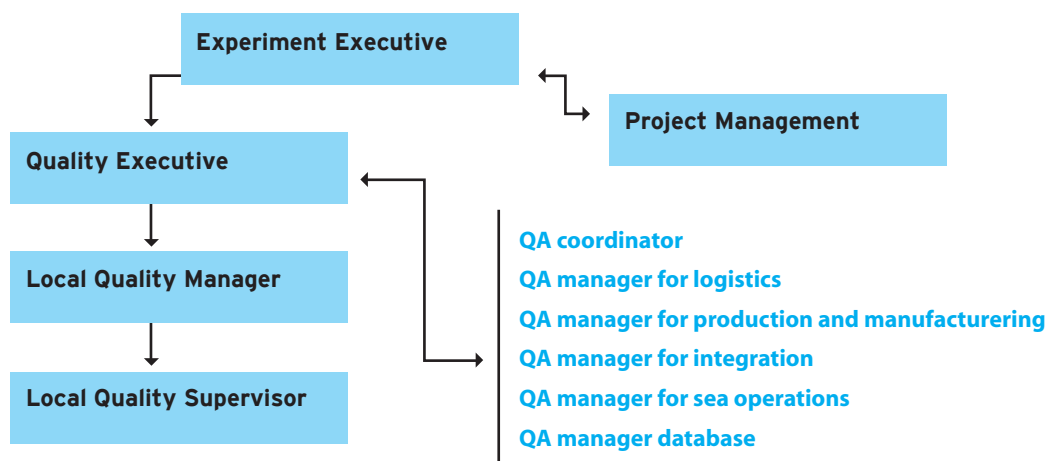 Experiment Executive
Project Management
Quality Executive
Local Quality Manager
Local Quality Supervisor
QA coordinator
QA manager for logistics
QA manager for production and manufacturering
QA manager for integration
QA manager for sea operations
QA manager database